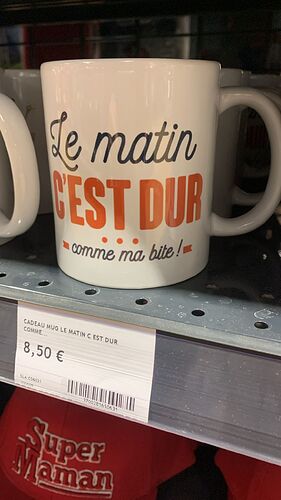 Le matin
C'EST DUR
...
comme ma bite !
CADEAU MUG LE MATIN C EST DUR
COMME
8,50 €
Super
Maman